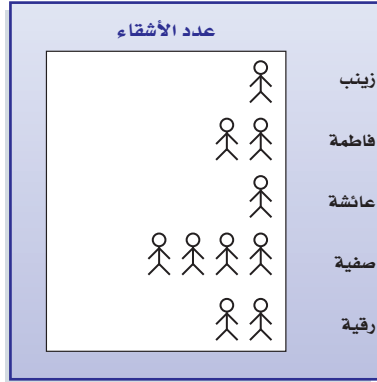 عدد الأشقاء
زينب
فاطمة
عائشة
صفية
رقية